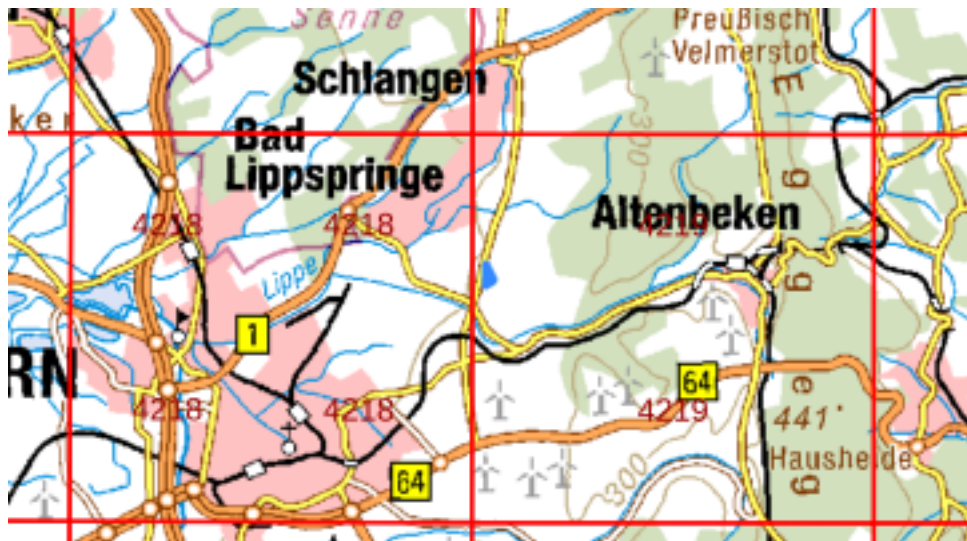 Senne
Preußisch
Velmerstot
Schlangen
ker
Bad
Lippspringe
300
E
g
g
e
g
Altenbeken
4218
4218
4219
Lippe
1
RN
64
4218
4218
4219
441
Hausheide
64
300